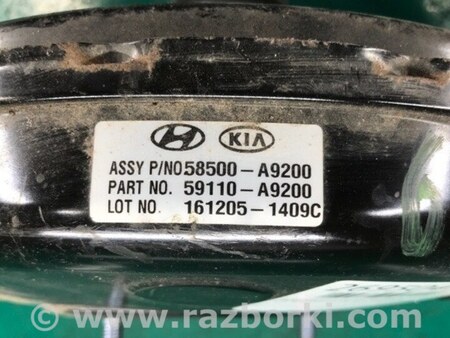 KIA
ASSY P/NO58500-A9200
PART NO. 59110-A9200
LOT NO. 161205-1409C
© www.razborki.com